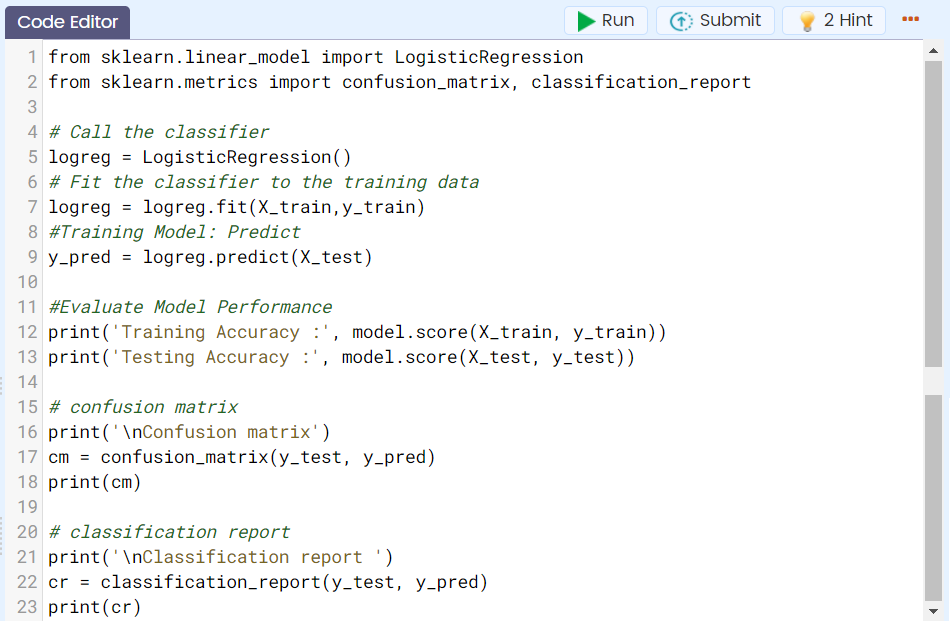 Code Editor
Run
Submit
2 Hint
1 from sklearn.linear_model import LogisticRegression
2 from sklearn.metrics import confusion_matrix, classification_report
3
4 # Call the classifier
5 logreg = LogisticRegression()
6 # Fit the classifier to the training data
7 logreg = logreg.fit(X_train,y_train)
8 #Training Model: Predict
9 y_pred = logreg.predict(X_test)
10
11 #Evaluate Model Performance
12 print('Training Accuracy :', model.score(X_train, y_train))
13 print('Testing Accuracy :', model.score(X_test, y_test))
14
15 # confusion matrix
16 print('\nConfusion matrix')
17 cm = confusion_matrix(y_test, y_pred)
18 print(cm)
19
20 # classification report
21 print('\nClassification report ')
22 cr = classification_report(y_test, y_pred)
23 print(cr)